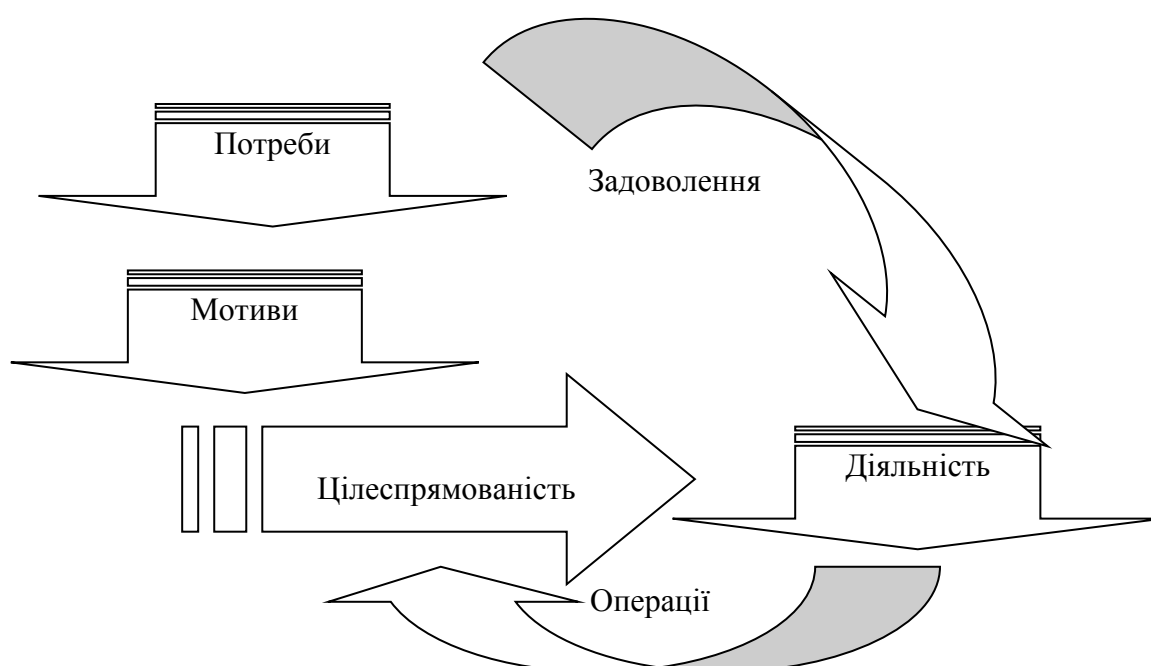 Потреби
Задоволення
Мотиви
Діяльність
Цілеспрямованість
Операції